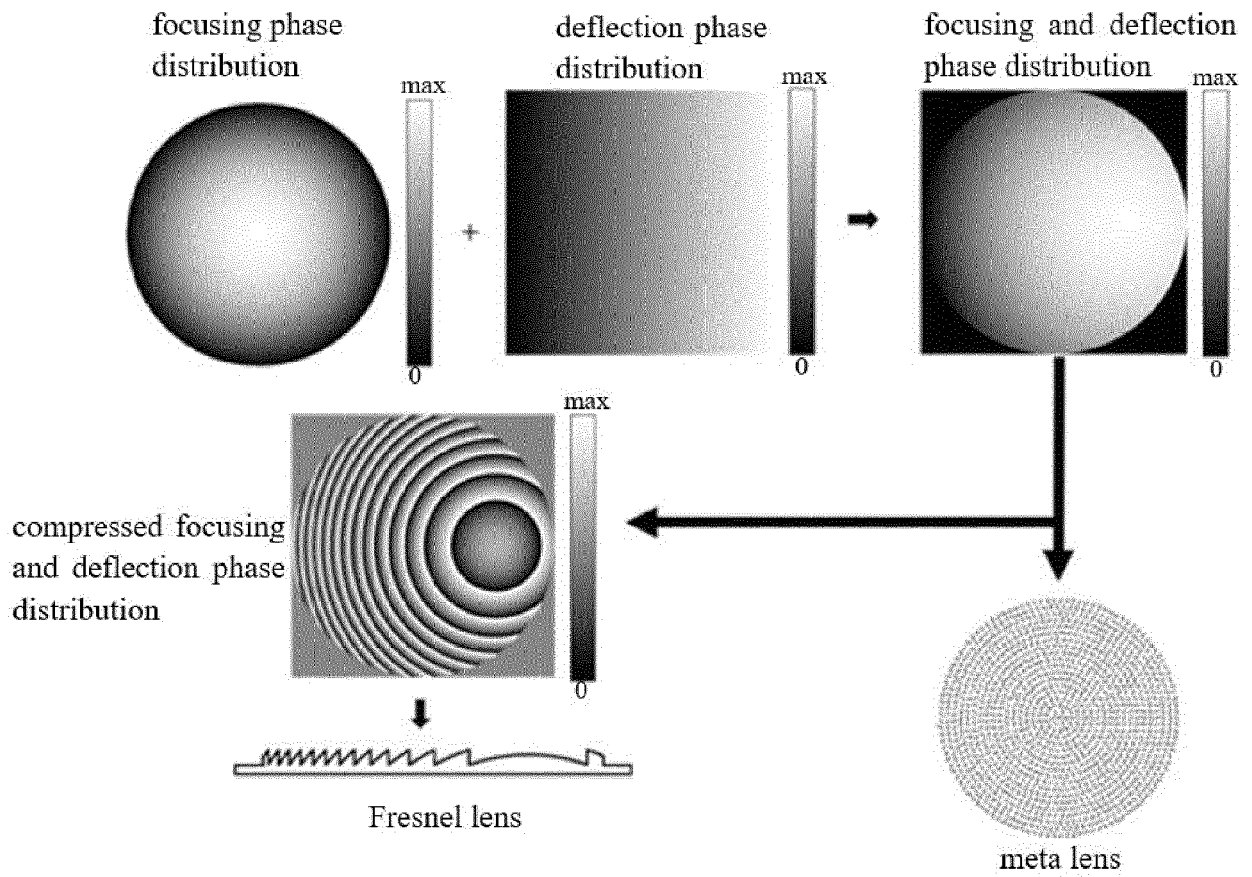 focusing phase
distribution
deflection phase
distribution
focusing and deflection
phase distribution
max
max
max
+
0
0
0
max
compressed focusing
and deflection phase
distribution
0
Fresnel lens
meta lens